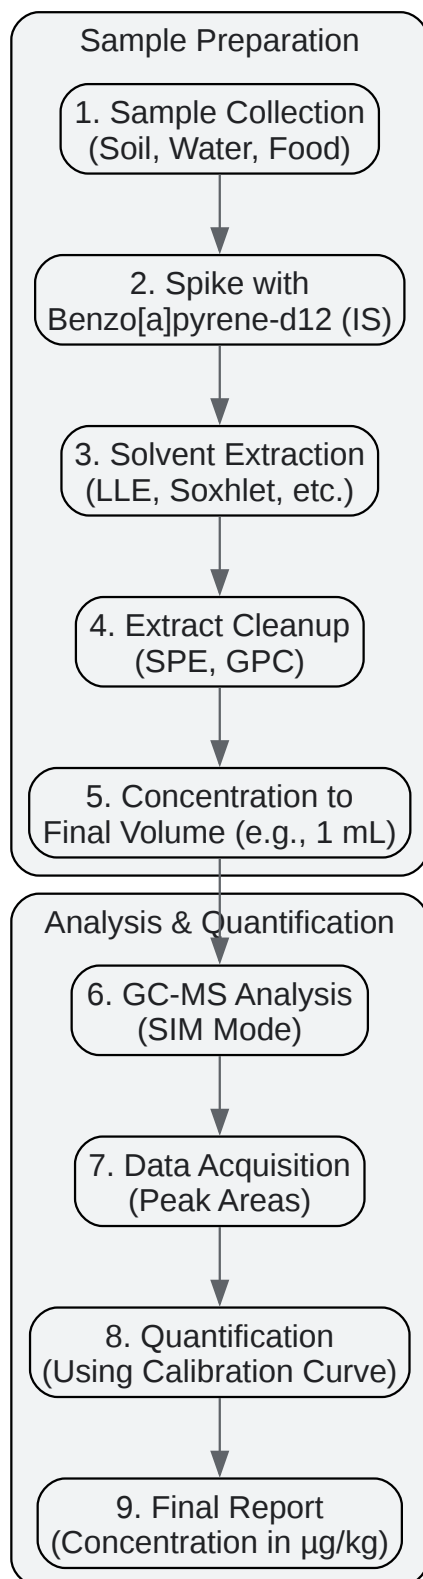 Sample Preparation
1. Sample Collection
(Soil, Water, Food)
2. Spike with
Benzo[a]pyrene-d12 (IS)
3. Solvent Extraction
(LLE, Soxhlet, etc.)
4. Extract Cleanup
(SPE, GPC)
5. Concentration to
Final Volume (e.g., 1 mL)
Analysis & Quantification
6. GC-MS Analysis
(SIM Mode)
7. Data Acquisition
(Peak Areas)
8. Quantification
(Using Calibration Curve)
9. Final Report
(Concentration in µg/kg)